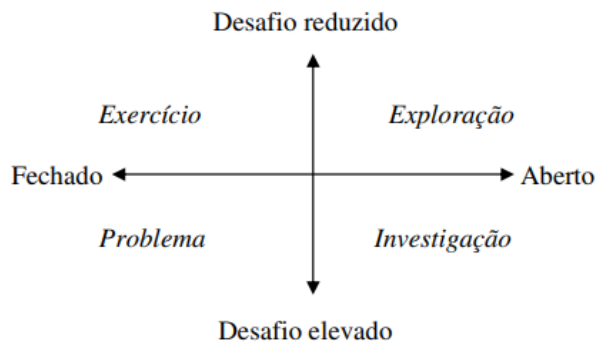 Desafio reduzido
Exercício Exploração
Fechado Aberto
Problema Investigação
Desafio elevado